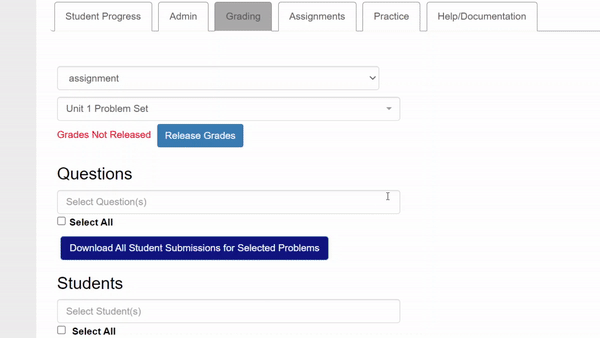 Student Progress Admin Grading Assignments Practice Help/Documentation
assignment
Unit 1 Problem Set
Grades Not Released Release Grades
Questions
Select Question(s)
Select All
Download All Student Submissions for Selected Problems
Students
Select Student(s)
Select All